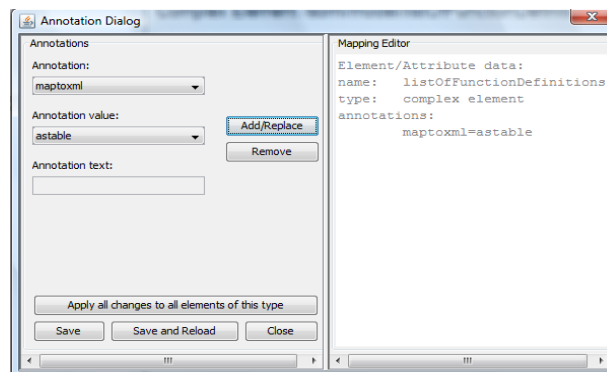 Annotation Dialog
Annotations
Annotation:
maptoxml
Annotation value:
astable
Add/Replace
Remove
Annotation text:
Apply all changes to all elements of this type
Save
Save and Reload
Close
Mapping Editor
Element/Attribute data:
name: listOfFunctionDefinitions
type: complex element
annotations:
maptoxml=astable